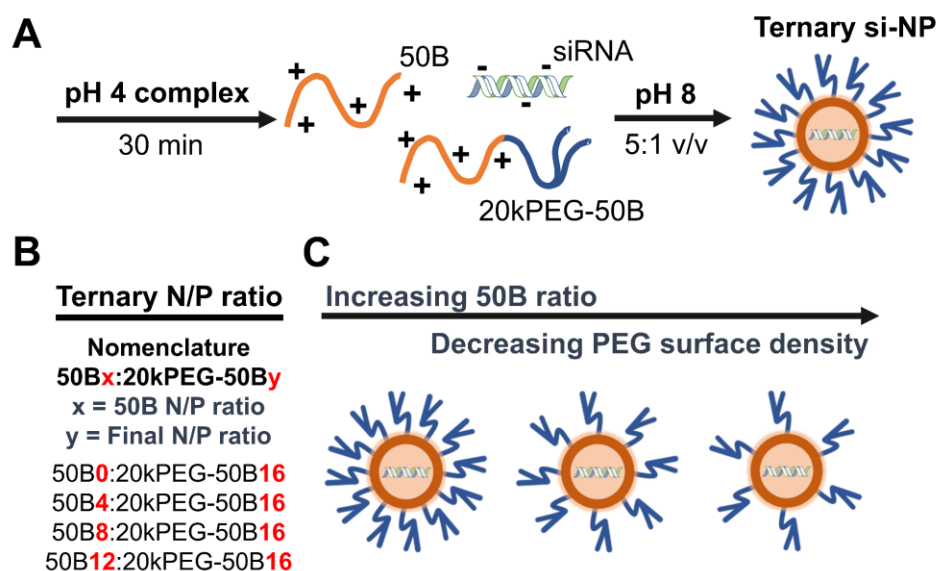 A
pH 4 complex
30 min
50B
siRNA
+
+
+
+
-
-
-
+
+
+
20kPEG-50B
pH 8
5:1 v/v
Ternary si-NP
B
Ternary N/P ratio
Nomenclature
50Bx:20kPEG-50By
x = 50B N/P ratio
y = Final N/P ratio
50B0:20kPEG-50B16
50B4:20kPEG-50B16
50B8:20kPEG-50B16
50B12:20kPEG-50B16
C
Increasing 50B ratio
Decreasing PEG surface density